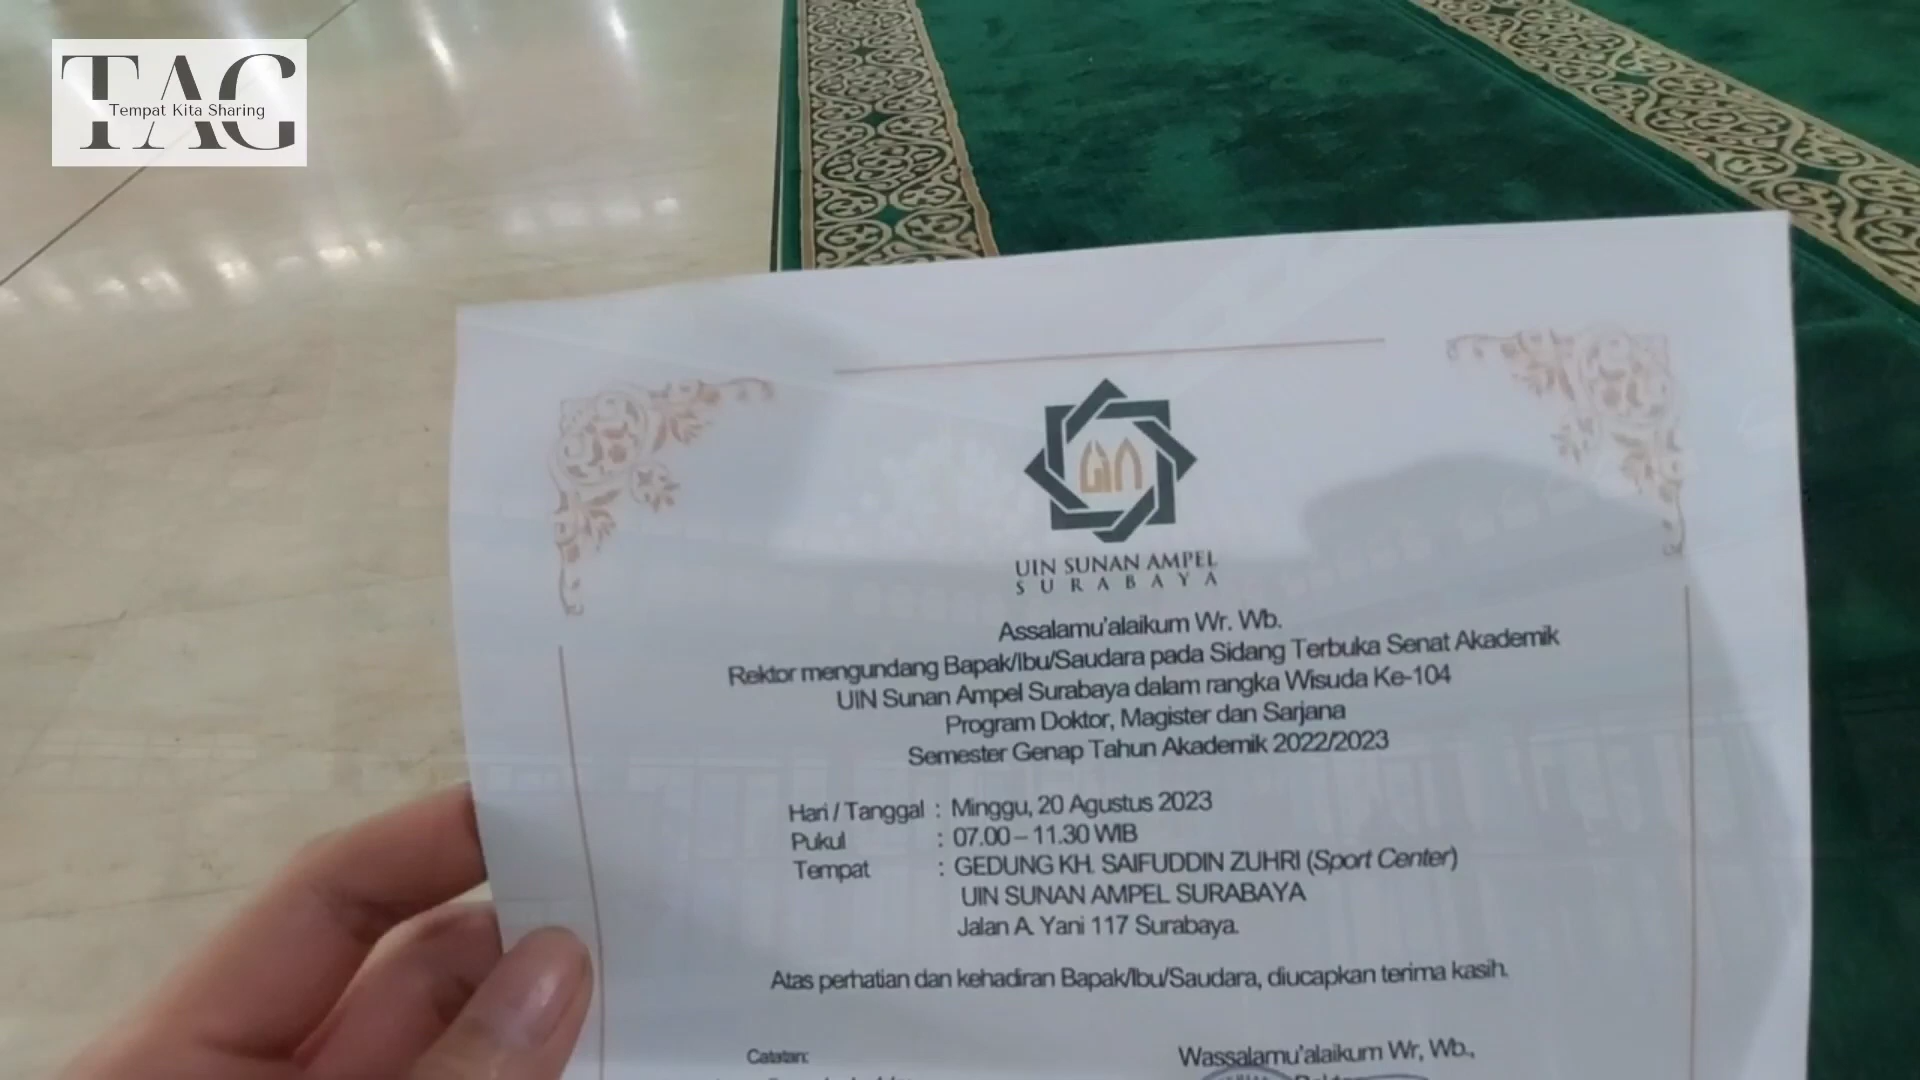 TAG
Tempat Kita Sharing
UIN SUNAN AMPEL
SURABAYA
Assalamu'alaikum Wr. Wb.
Rektor mengundang Bapak/Ibu/Saudara pada Sidang Terbuka Senat Akademik
UIN Sunan Ampel Surabaya dalam rangka Wisuda Ke-104
Program Doktor, Magister dan Sarjana
Semester Genap Tahun Akademik 2022/2023
Hari / Tanggal : Minggu, 20 Agustus 2023
Pukul : 07.00 – 11.30 WIB
Tempat : GEDUNG KH. SAIFUDDIN ZUHRI (Sport Center)
UIN SUNAN AMPEL SURABAYA
Jalan A. Yani 117 Surabaya.
Atas perhatian dan kehadiran Bapak/Ibu/Saudara, diucapkan terima kasih.
Catatan:
Wassalamu'alaikum Wr, Wb.,